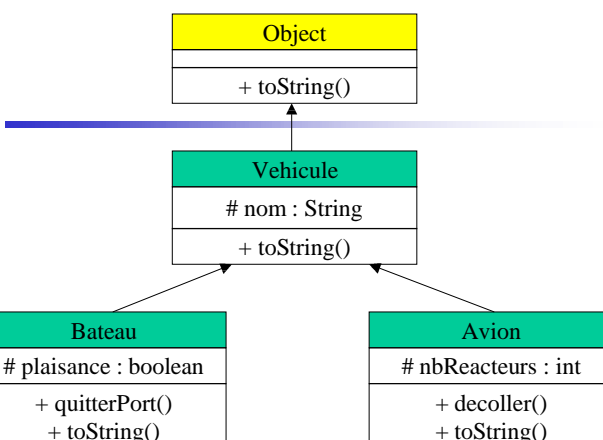 Object
+ toString()
Vehicule
# nom : String
+ toString()
Bateau
# plaisance : boolean
+ quitterPort()
+ toString()
Avion
# nbReacteurs : int
+ decoller()
+ toString()